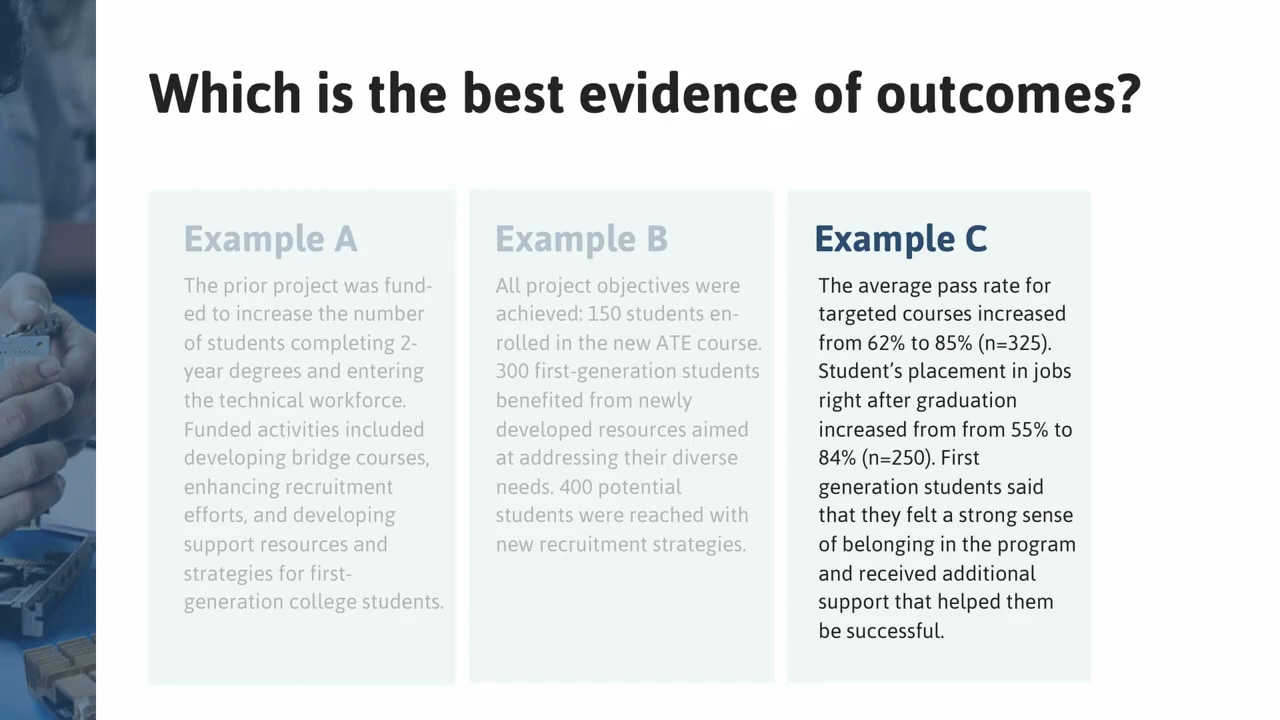 Which is the best evidence of outcomes?
Example A
The prior project was fund-
ed to increase the number
of students completing 2-
year degrees and entering
the technical workforce.
Funded activities included
developing bridge courses,
enhancing recruitment
efforts, and developing
support resources and
strategies for first-
generation college students.
Example B
All project objectives were
achieved: 150 students en-
rolled in the new ATE course.
300 first-generation students
benefited from newly
developed resources aimed
at addressing their diverse
needs. 400 potential
students were reached with
new recruitment strategies.
Example C
The average pass rate for
targeted courses increased
from 62% to 85% (n=325).
Student’s placement in jobs
right after graduation
increased from from 55% to
84% (n=250). First
generation students said
that they felt a strong sense
of belonging in the program
and received additional
support that helped them
be successful.